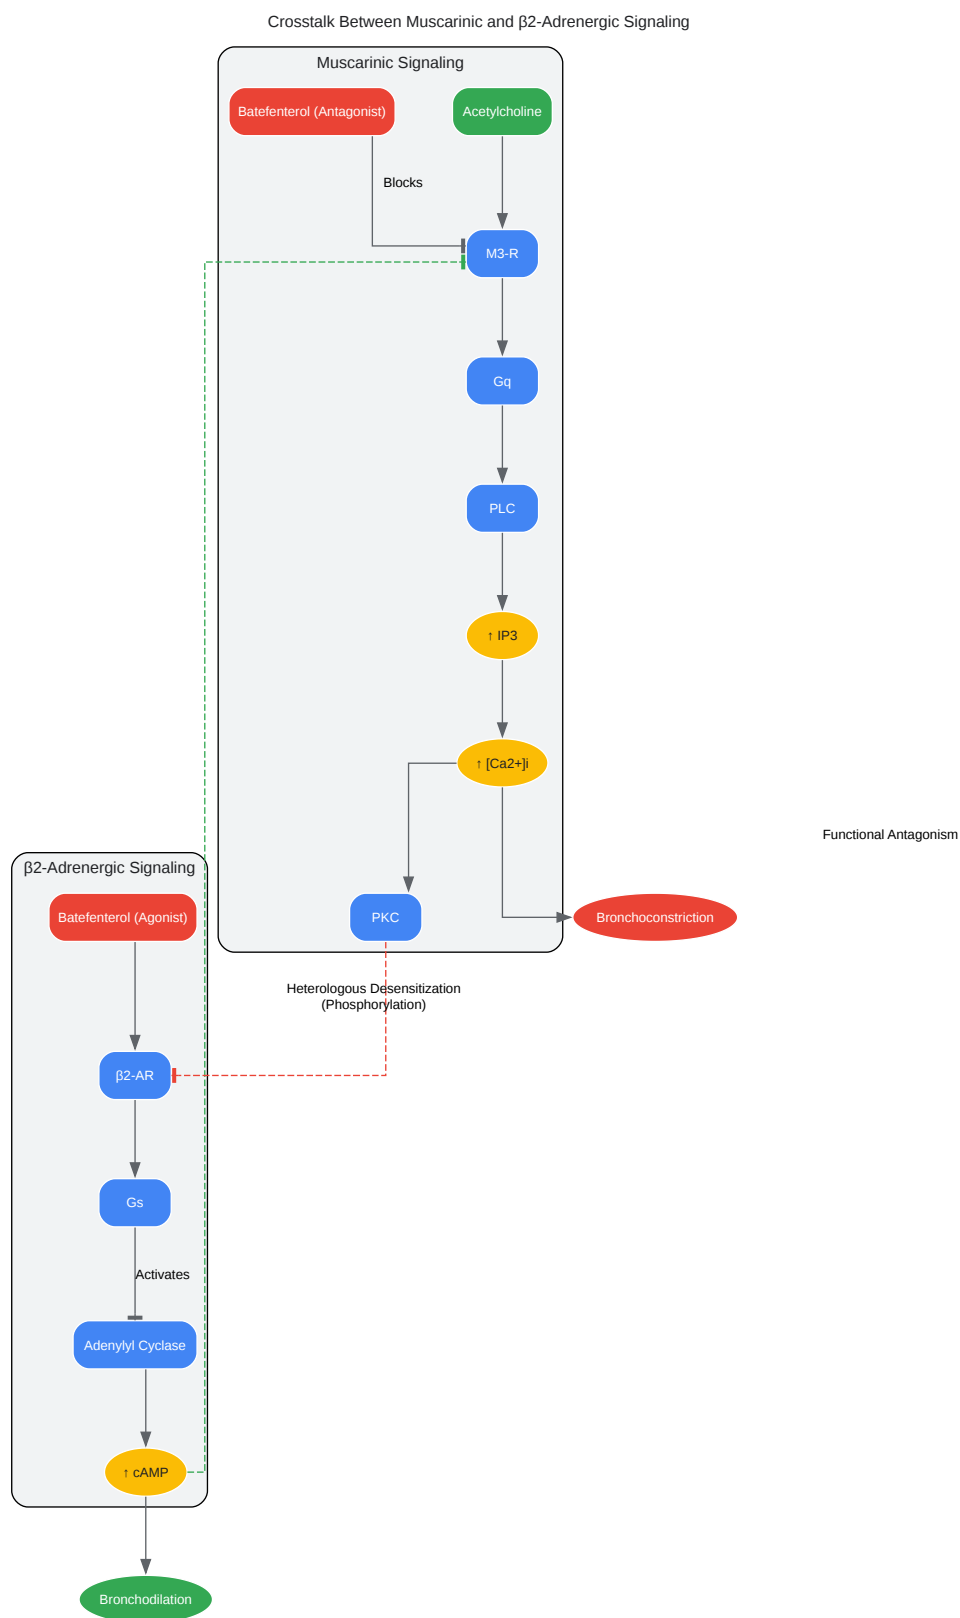 Crosstalk Between Muscarinic and β2-Adrenergic Signaling
Muscarinic Signaling
Batefenterol (Antagonist)
Acetylcholine
Blocks
M3-R
Gq
PLC
↑ IP3
↑ [Ca2+]i
Functional Antagonism
β2-Adrenergic Signaling
Batefenterol (Agonist)
PKC
Bronchoconstriction
Heterologous Desensitization
(Phosphorylation)
β2-AR
Gs
Activates
Adenylyl Cyclase
↑ cAMP
Bronchodilation